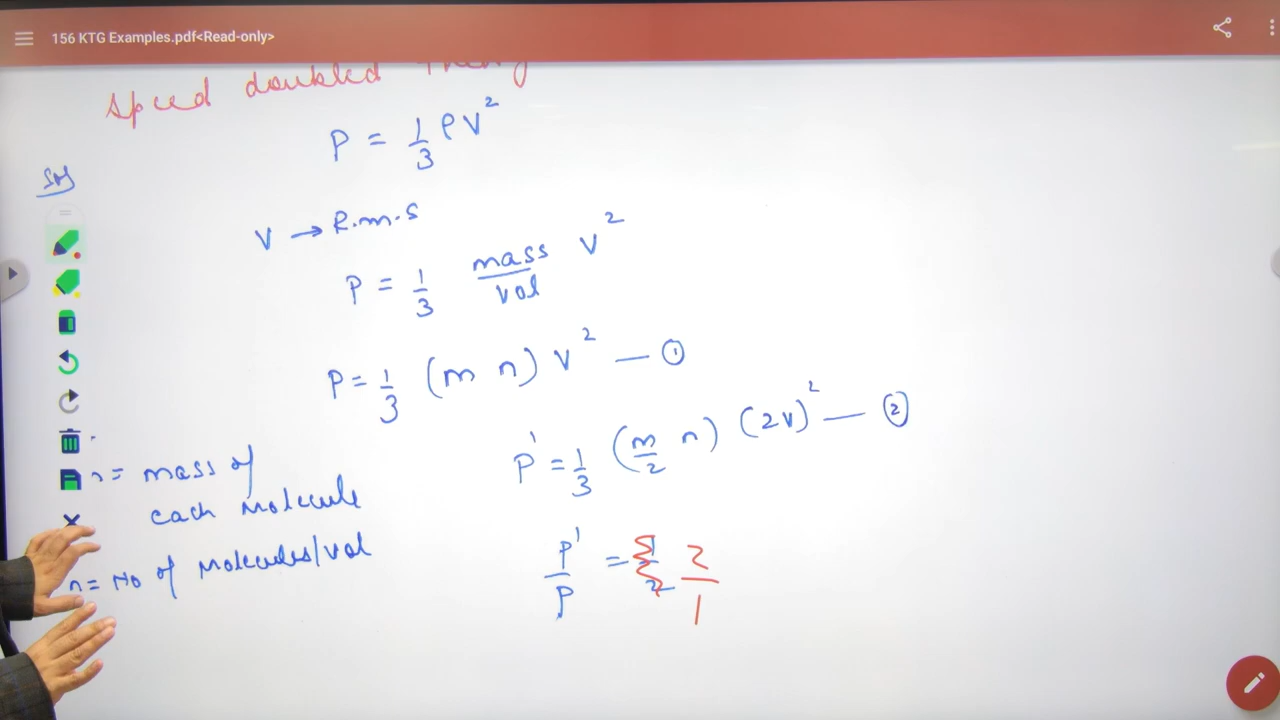 156 KTG Examples.pdf<Read-only>
Speed doubled
P = 1/3 ρV²
Sol
V → R.m.s
P = 1/3 mass/vol V²
P = 1/3 (m n) V² — ①
P' = 1/3 (m/2 n) (2V)² — ②
= mass of
each molecule
n = No of molecules/vol
P'/P = 2/1